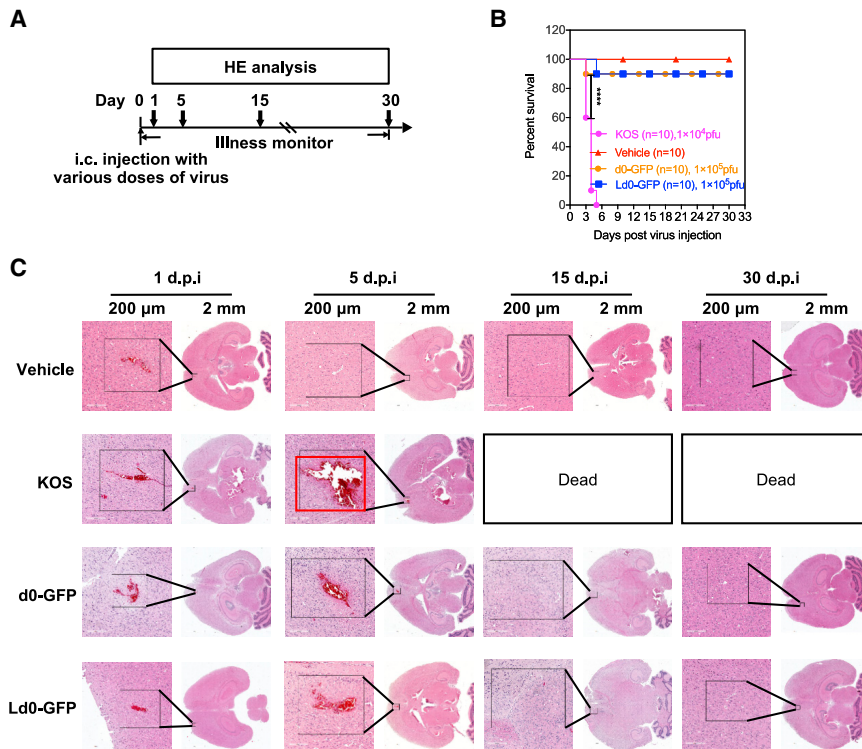 A
HE analysis
Day 0 1 5 15 30
Illness monitor
i.c. injection with
various doses of virus
B
Percent survival
120
100
80
60
40
20
0
****
KOS (n=10),1×10⁴pfu
Vehicle (n=10)
d0-GFP (n=10), 1×10⁵pfu
Ld0-GFP (n=10), 1×10⁵pfu
0 3 6 9 12 15 18 21 24 27 30 33
Days post virus injection
C
1 d.p.i 5 d.p.i 15 d.p.i 30 d.p.i
200 μm 2 mm 200 μm 2 mm 200 μm 2 mm 200 μm 2 mm
Vehicle
KOS
Dead Dead
d0-GFP
Ld0-GFP